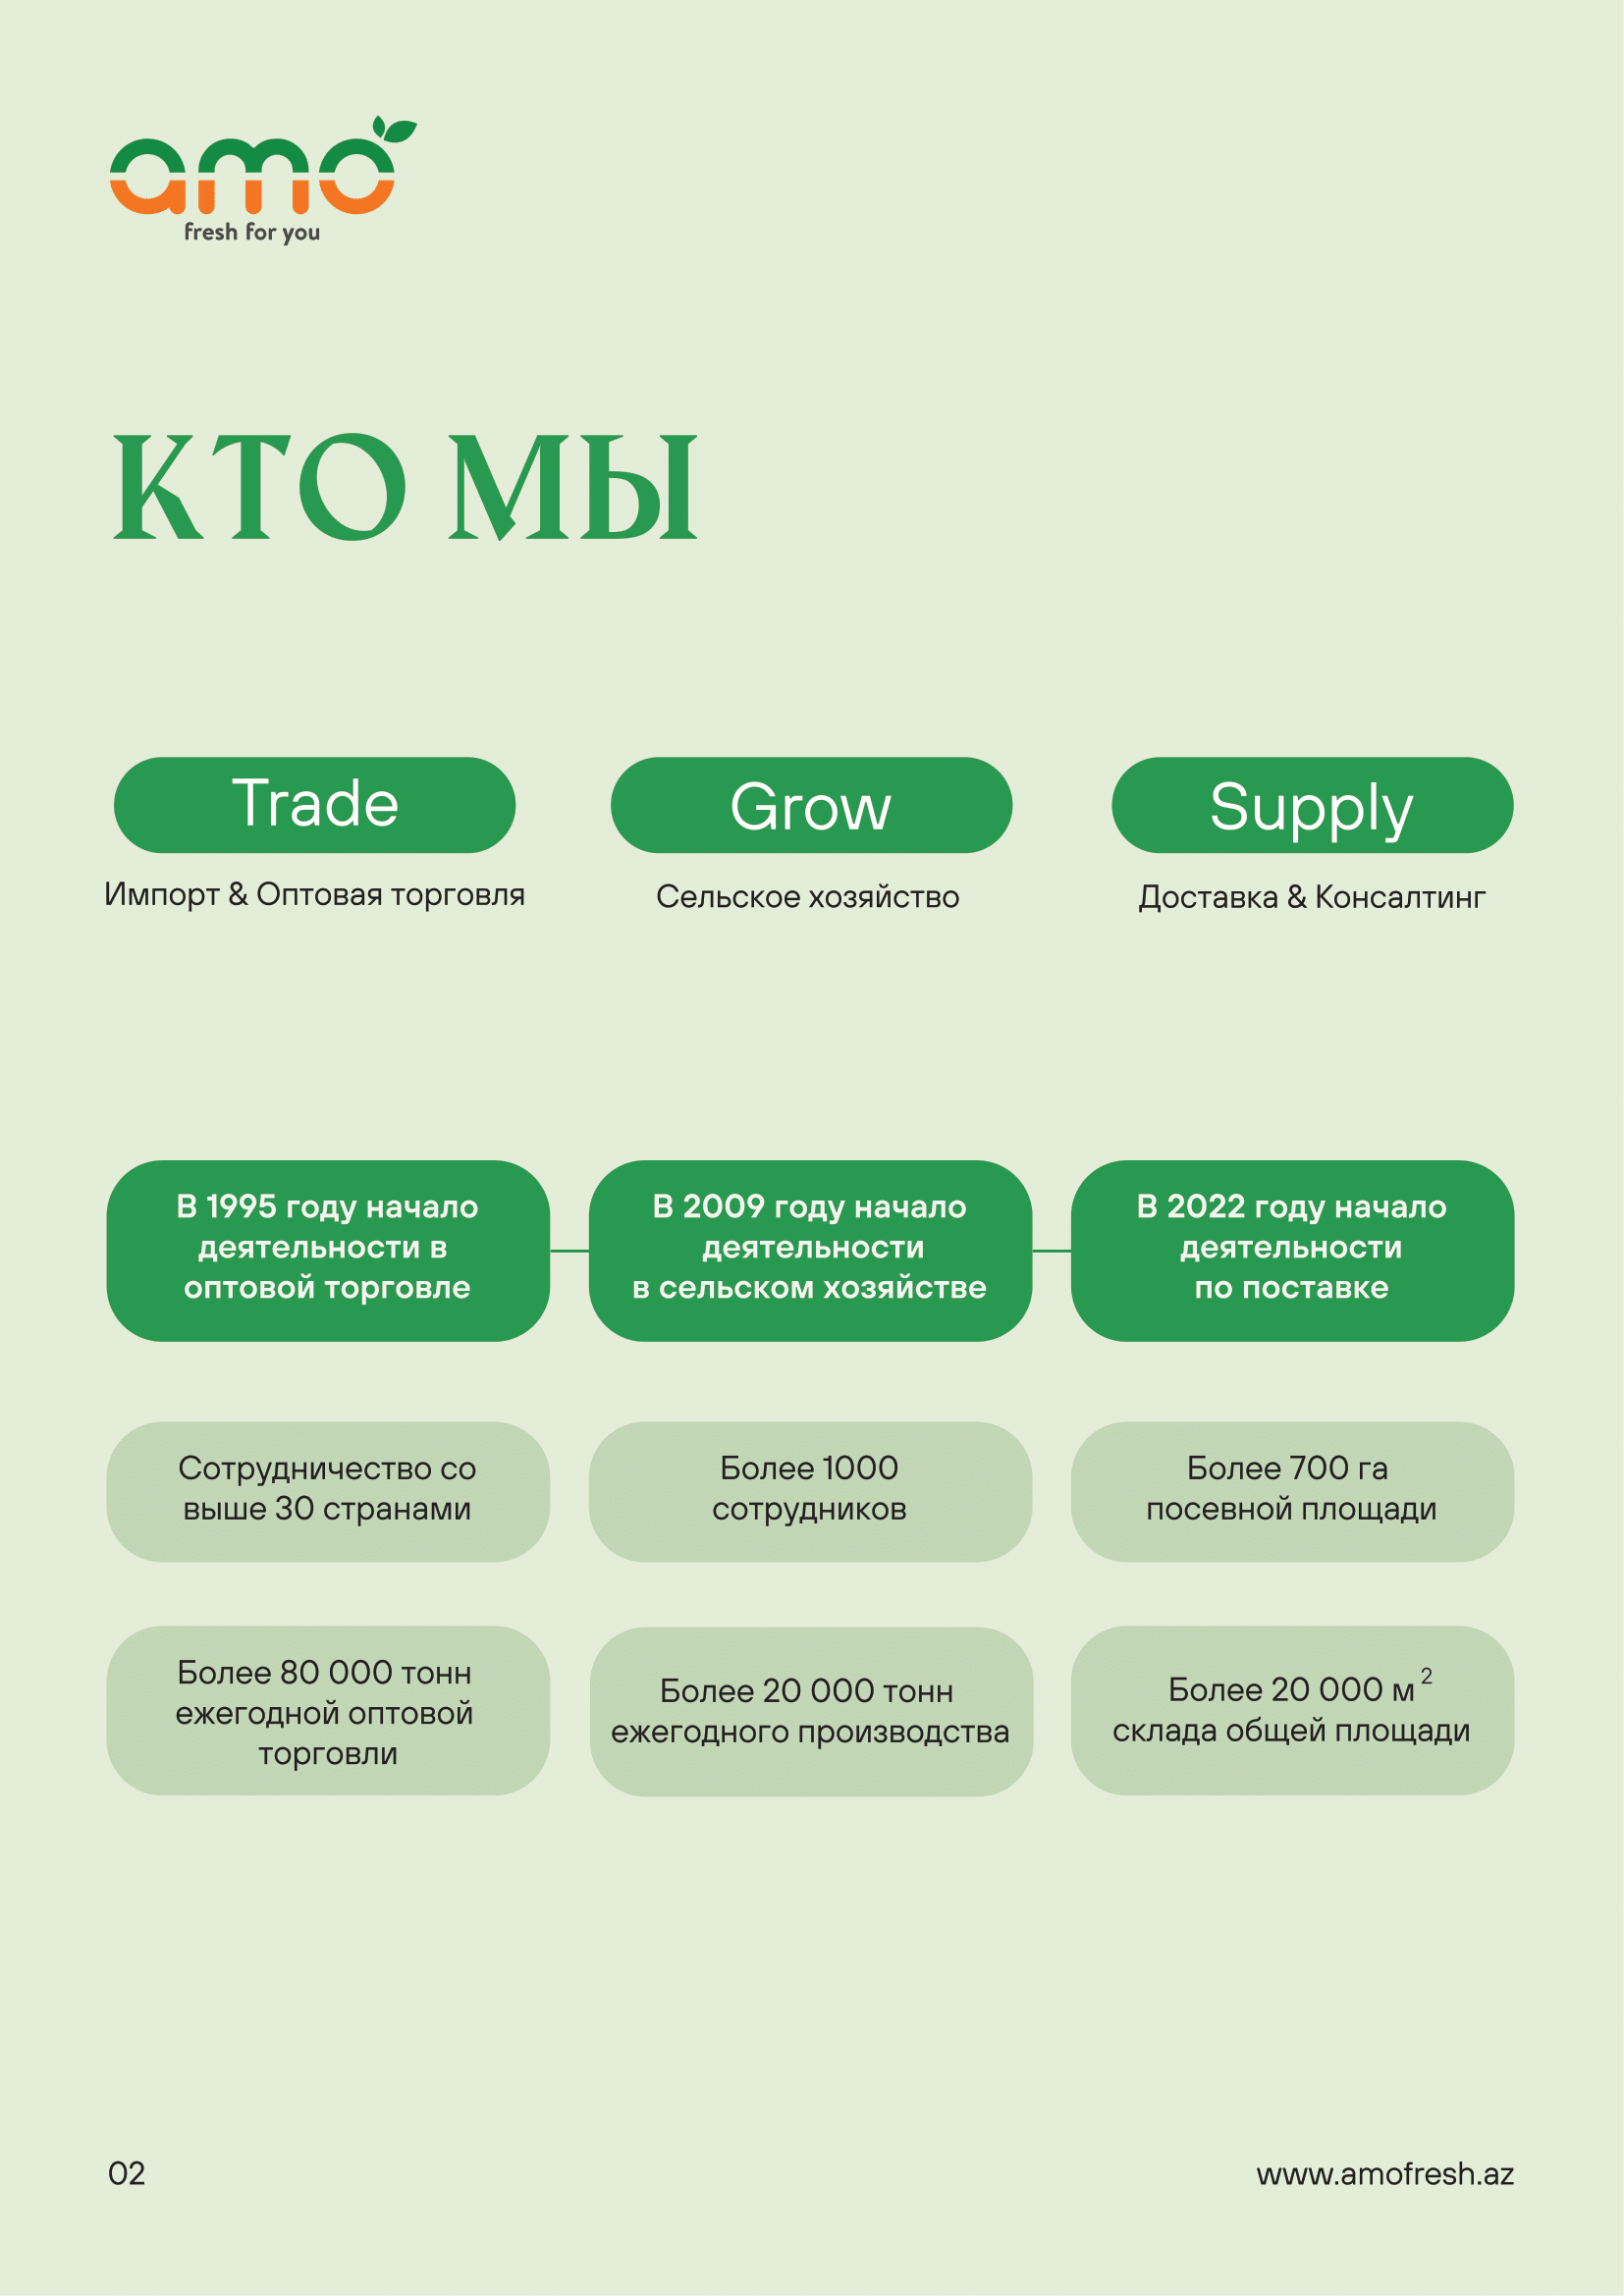 amo
fresh for you
КТО МЫ
Trade
Импорт & Оптовая торговля
Grow
Сельское хозяйство
Supply
Доставка & Консалтинг
В 1995 году начало
деятельности в
оптовой торговле
В 2009 году начало
деятельности
в сельском хозяйстве
В 2022 году начало
деятельности
по поставке
Сотрудничество со
выше 30 странами
Более 1000
сотрудников
Более 700 га
посевной площади
Более 80 000 тонн
ежегодной оптовой
торговли
Более 20 000 тонн
ежегодного производства
Более 20 000 м²
склада общей площади
02
www.amofresh.az